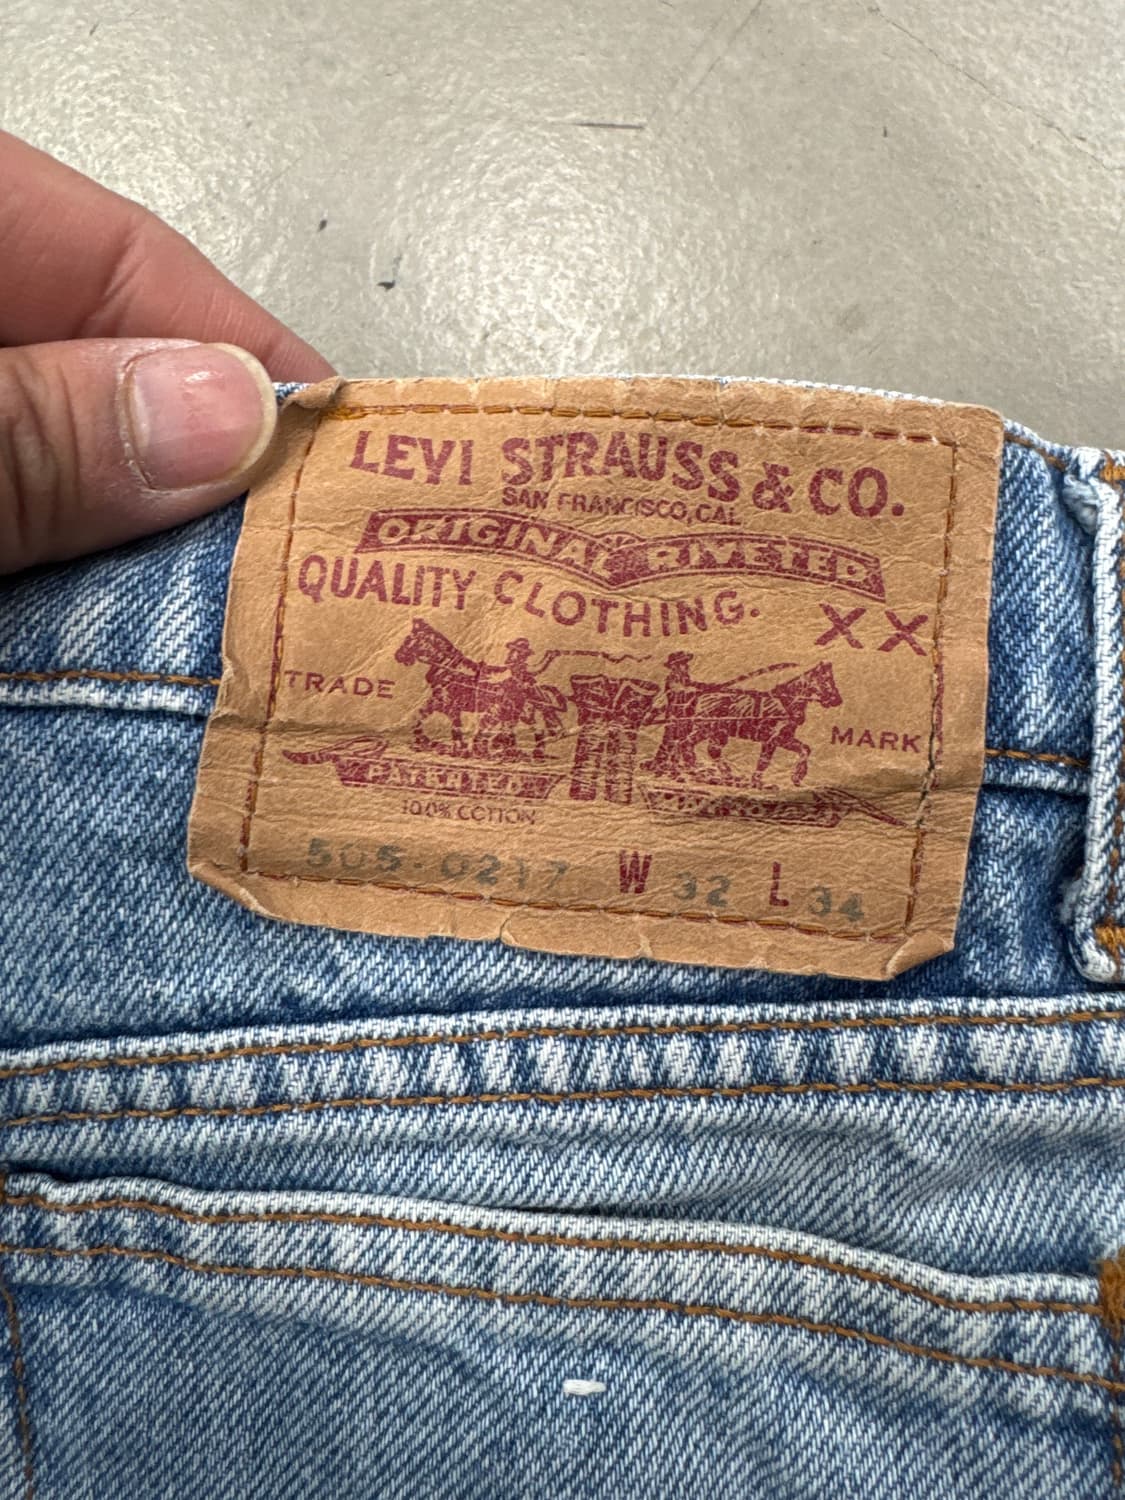 LEVI STRAUSS & CO.
SAN FRANCISCO, CAL
ORIGINAL RIVETED
QUALITY CLOTHING.
XX
TRADE MARK
PATENTED
100% COTTON
505-0217 W 32 L 34